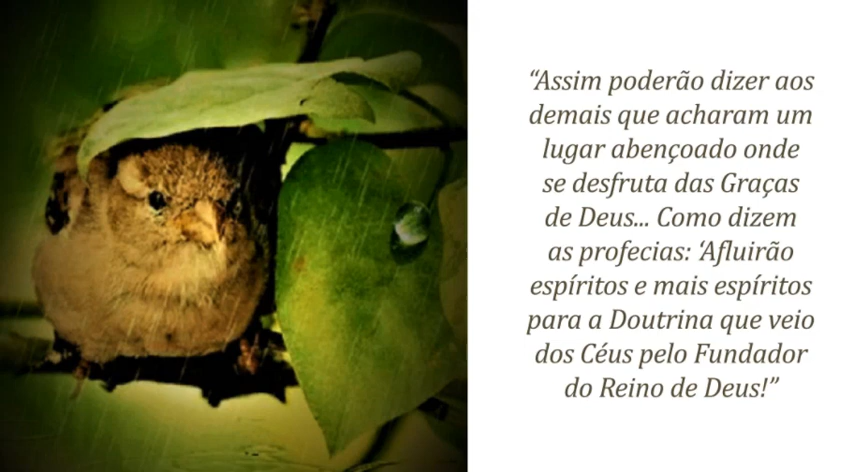 “Assim poderão dizer aos
demais que acharam um
lugar abençoado onde
se desfruta das Graças
de Deus... Como dizem
as profecias: ‘Afluirão
espíritos e mais espíritos
para a Doutrina que veio
dos Céus pelo Fundador
do Reino de Deus!”